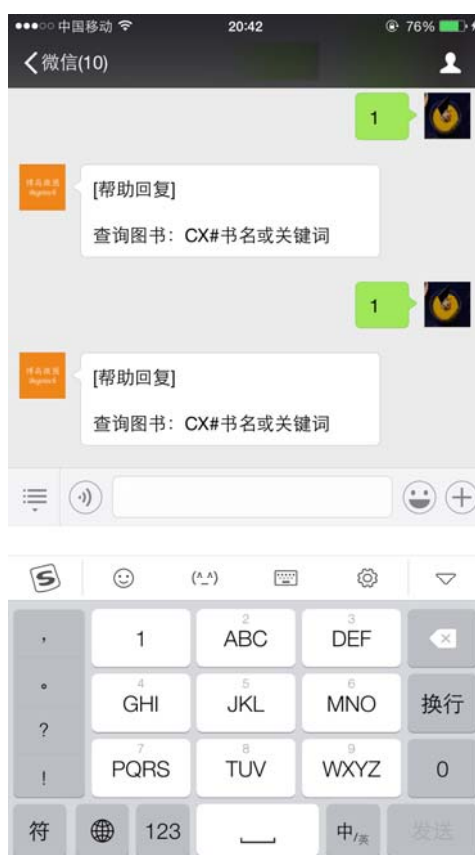 中国移动 20:42 76%
微信(10)
1
[帮助回复]
查询图书：CX#书名或关键词
1
[帮助回复]
查询图书：CX#书名或关键词
(^_^)
， 1 2 ABC 3 DEF
。 4 GHI 5 JKL 6 MNO 换行
?
! 7 PQRS 8 TUV 9 WXYZ 0
符 123 中/英 发送